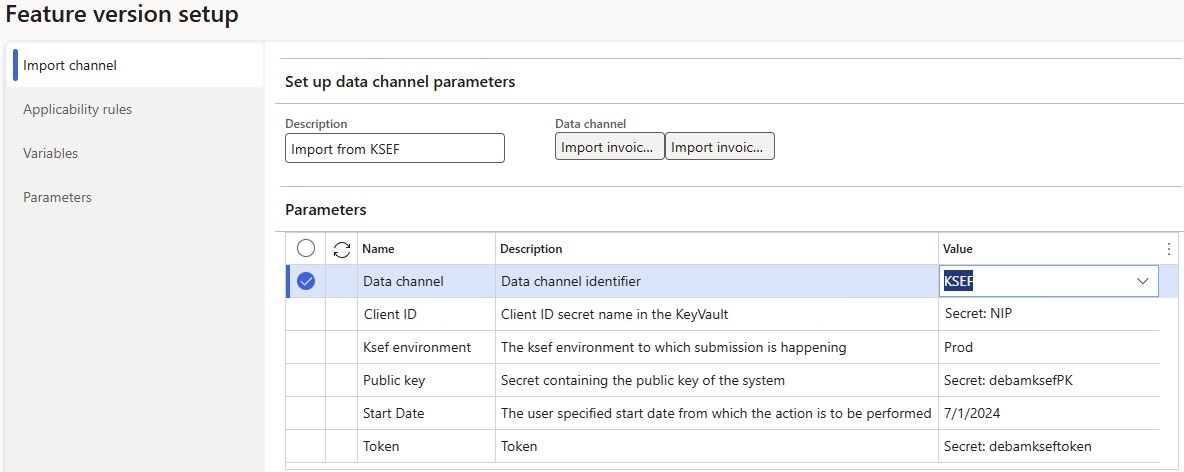 Feature version setup
Import channel
Applicability rules
Variables
Parameters
Set up data channel parameters
Description
Data channel
Import from KSEF
Import invoic...
Import invoic...
Parameters
Name Description Value
Data channel Data channel identifier KSEF
Client ID Client ID secret name in the KeyVault Secret: NIP
Ksef environment The ksef environment to which submission is happening Prod
Public key Secret containing the public key of the system Secret: debamksefPK
Start Date The user specified start date from which the action is to be performed 7/1/2024
Token Token Secret: debamkseftoken